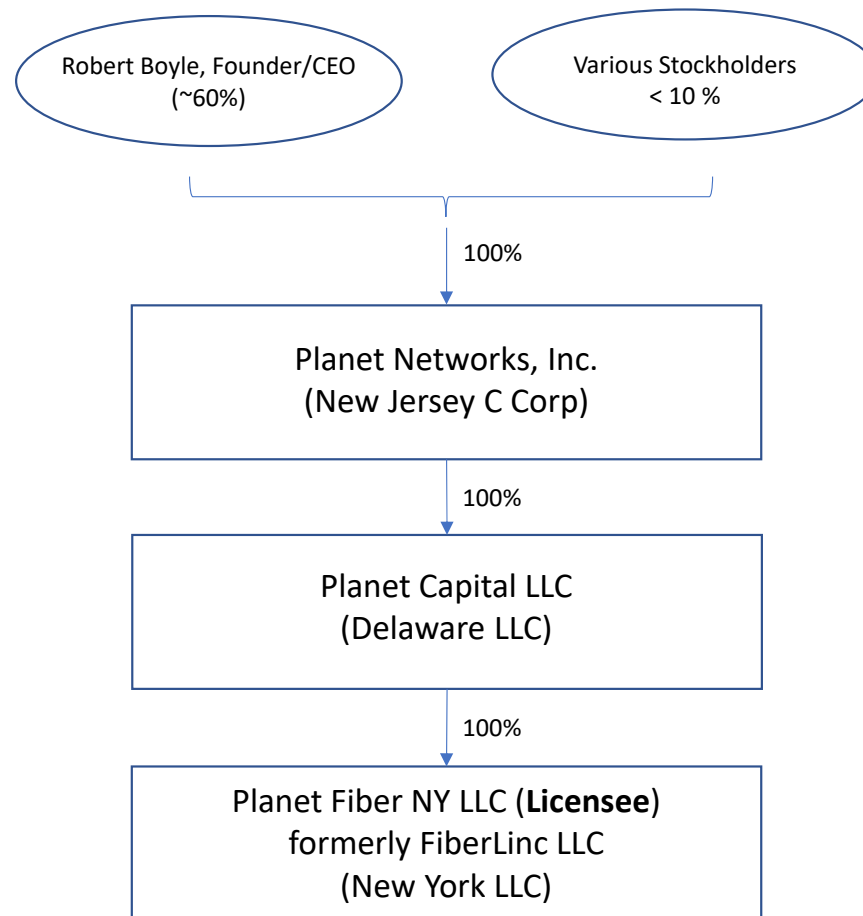 Robert Boyle, Founder/CEO
(~60%)
Various Stockholders
< 10 %
100%
Planet Networks, Inc.
(New Jersey C Corp)
100%
Planet Capital LLC
(Delaware LLC)
100%
Planet Fiber NY LLC (Licensee)
formerly FiberLinc LLC
(New York LLC)